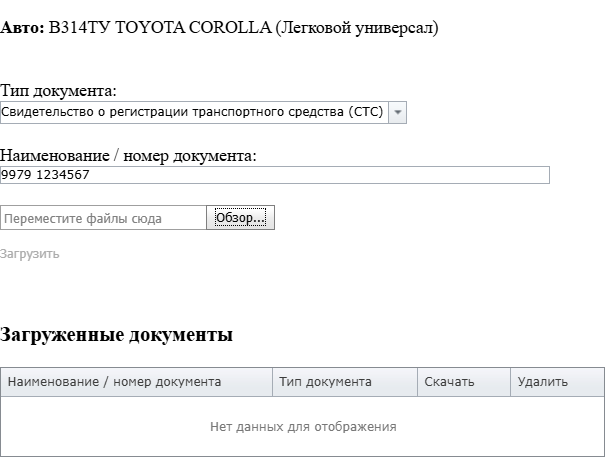 Авто: В314ТУ TOYOTA COROLLA (Легковой универсал)
Тип документа:
Свидетельство о регистрации транспортного средства (СТС)
Наименование / номер документа:
9979 1234567
Переместите файлы сюда Обзор...
Загрузить
Загруженные документы
Наименование / номер документа Тип документа Скачать Удалить
Нет данных для отображения